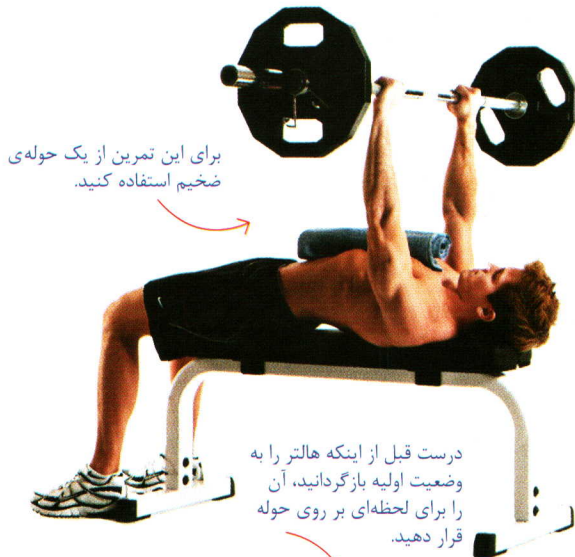 برای این تمرین از یک حوله‌ی
ضخیم استفاده کنید.
درست قبل از اینکه هالتر را به
وضعیت اولیه بازگردانید، آن
را برای لحظه‌ای بر روی حوله
قرار دهید.